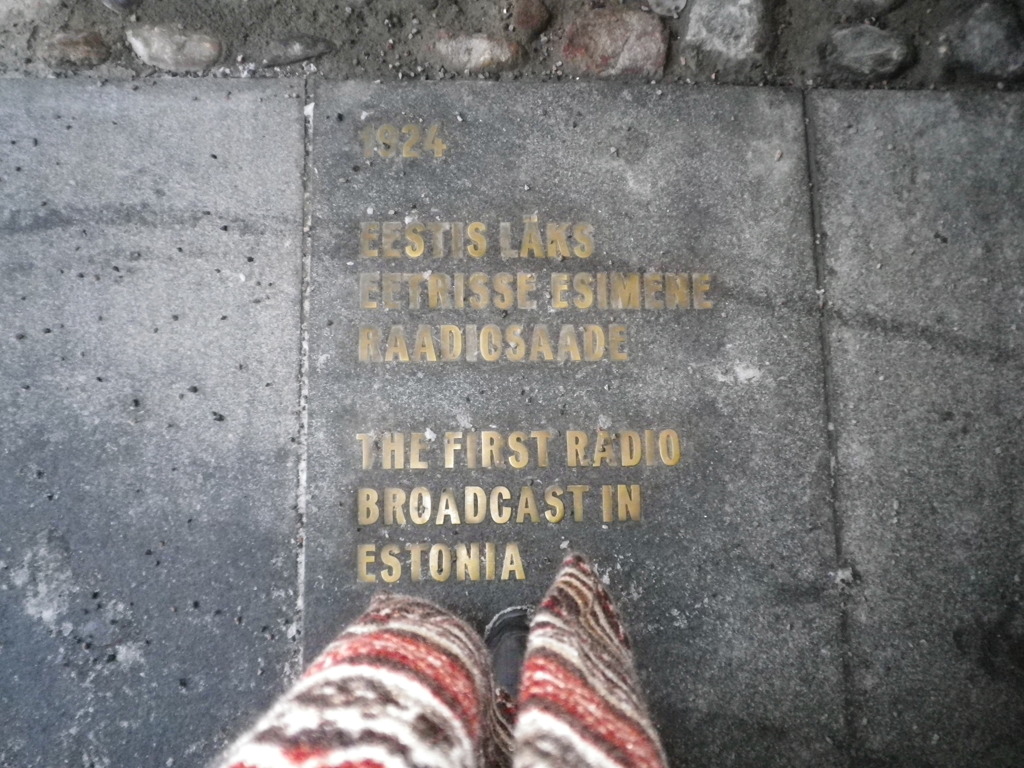 1924
EESTIS LÄKS
EETRISSE ESIMENE
RAADIOSAADE
THE FIRST RADIO
BROADCAST IN
ESTONIA